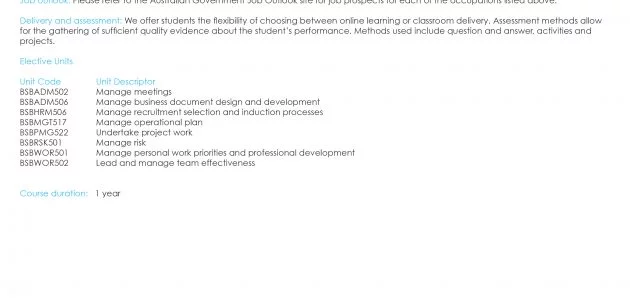 Job outlook: Please refer to the Australian Government Job Outlook site for job prospects for each of the occupations listed above.
Delivery and assessment: We offer students the flexibility of choosing between online learning or classroom delivery. Assessment methods allow
for the gathering of sufficient quality evidence about the student's performance. Methods used include question and answer, activities and
projects.
Elective Units
Unit Code Unit Descriptor
BSBADM502 Manage meetings
BSBADM506 Manage business document design and development
BSBHRM506 Manage recruitment selection and induction processes
BSBMGT517 Manage operational plan
BSBPMG522 Undertake project work
BSBRSK501 Manage risk
BSBWOR501 Manage personal work priorities and professional development
BSBWOR502 Lead and manage team effectiveness
Course duration: 1 year